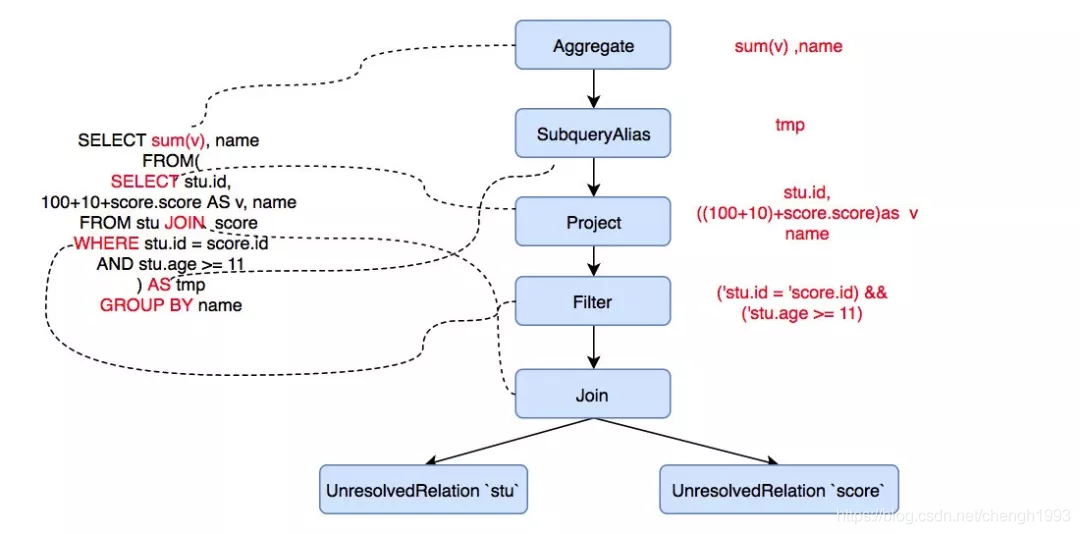 SELECT sum(v), name
FROM(
SELECT stu.id,
100+10+score.score AS v, name
FROM stu JOIN score
WHERE stu.id = score.id
AND stu.age >= 11
) AS tmp
GROUP BY name
Aggregate
sum(v) ,name
SubqueryAlias
tmp
Project
stu.id,
((100+10)+score.score)as v
name
Filter
('stu.id = 'score.id) &&
('stu.age >= 11)
Join
UnresolvedRelation `stu`
UnresolvedRelation `score`
https://blog.csdn.net/chengh1993